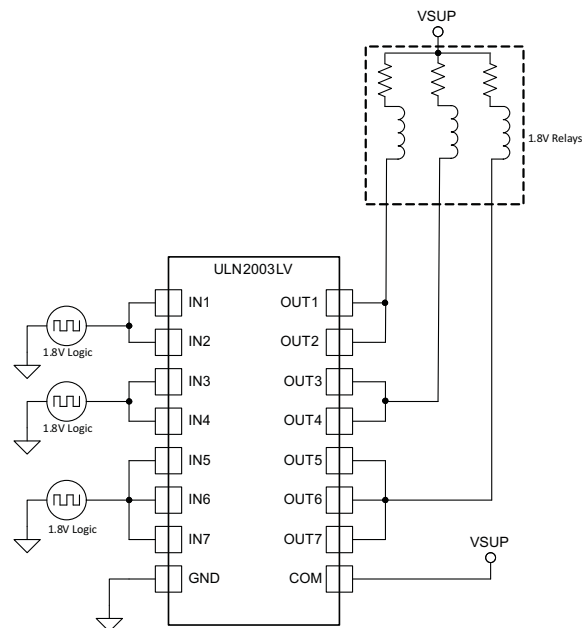 VSUP
1.8V Relays
ULN2003LV
IN1
OUT1
IN2
OUT2
1.8V Logic
IN3
OUT3
IN4
OUT4
1.8V Logic
IN5
OUT5
IN6
OUT6
1.8V Logic
IN7
OUT7
VSUP
GND
COM